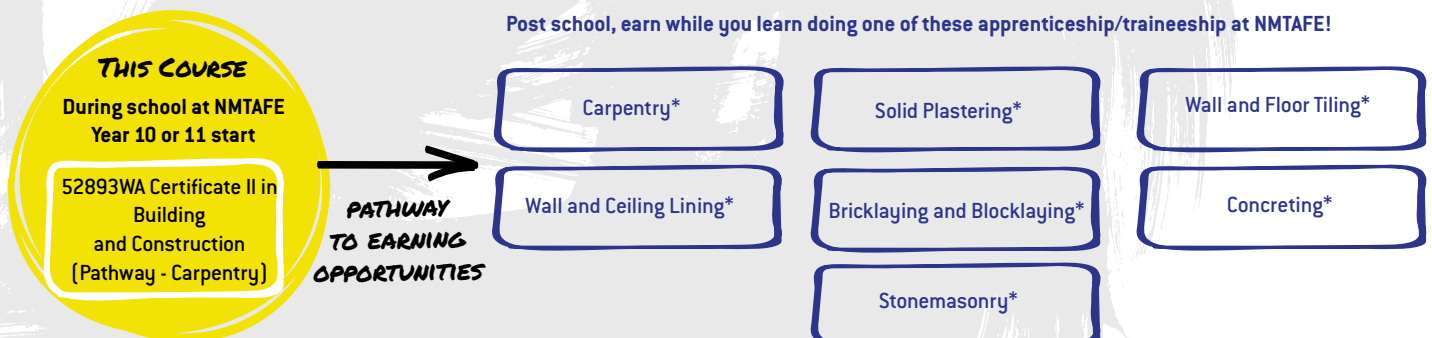 Post school, earn while you learn doing one of these apprenticeship/traineeship at NMTAFE!
THIS COURSE
During school at NMTAFE
Year 10 or 11 start
52893WA Certificate II in
Building
and Construction
(Pathway - Carpentry)
PATHWAY
TO EARNING
OPPORTUNITIES
Carpentry*
Solid Plastering*
Wall and Floor Tiling*
Wall and Ceiling Lining*
Bricklaying and Blocklaying*
Concreting*
Stonemasonry*